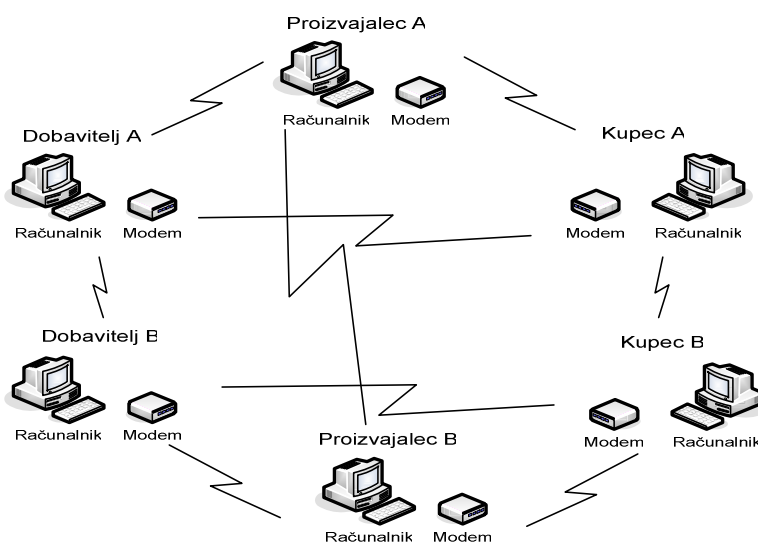 Proizvajalec A
Računalnik Modem
Dobavitelj A
Kupec A
Računalnik Modem
Modem Računalnik
Dobavitelj B
Kupec B
Računalnik Modem
Modem Računalnik
Proizvajalec B
Računalnik Modem